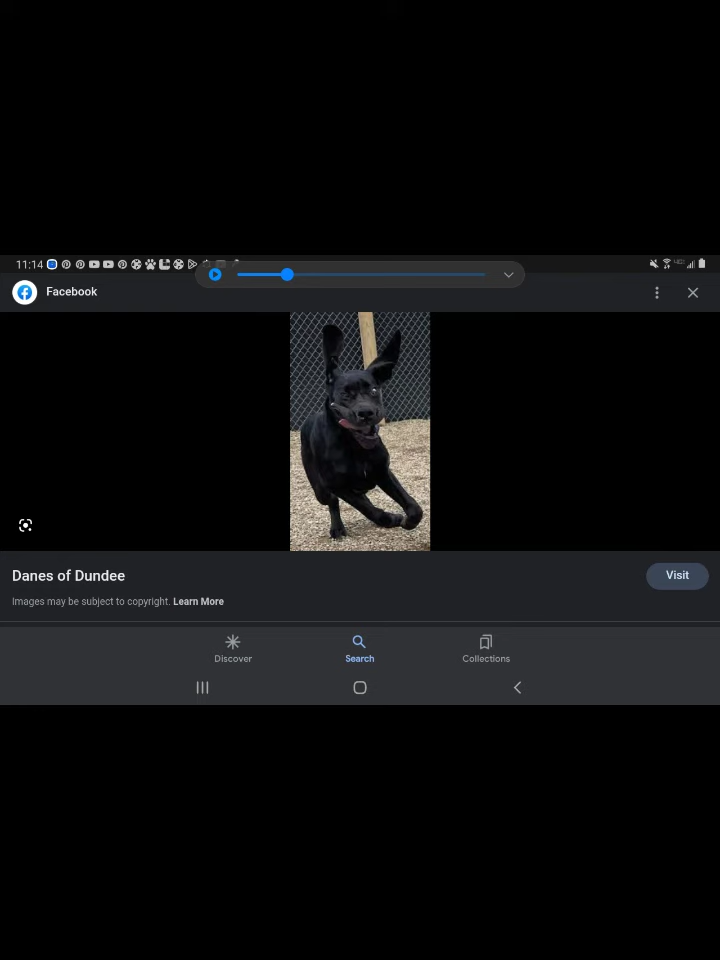 11:14
Facebook
Danes of Dundee
Visit
Images may be subject to copyright. Learn More
Discover
Search
Collections